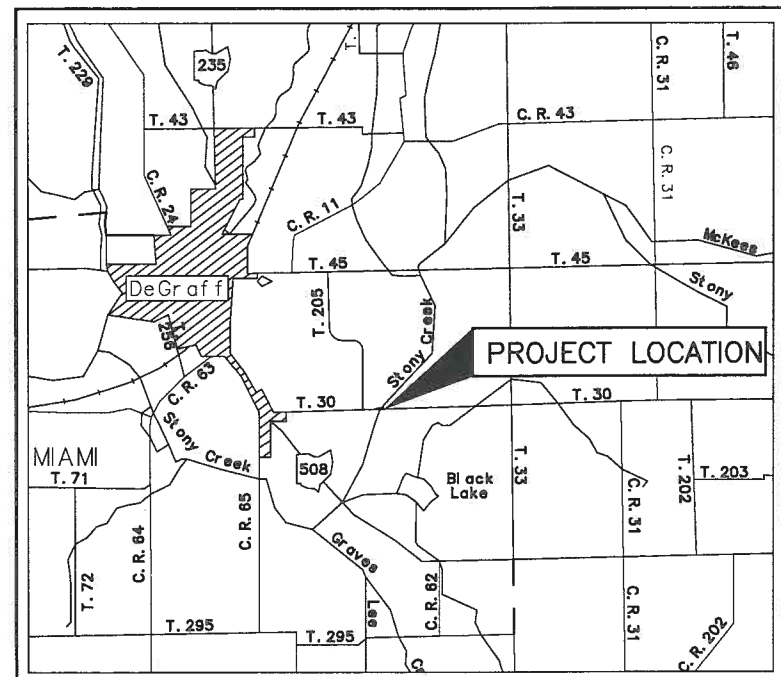 T. 229
235
T.
C. R. 31
T. 46
T. 43
T. 43
C. R. 43
C. R. 24
C. R. 11
T. 33
C. R. 31
McKees
T. 45
T. 45
Stony
DeGraff
T. 205
Stony Creek
T. 256
PROJECT LOCATION
C. R. 63
T. 30
T. 30
Stony Creek
MIAMI
T. 71
508
Black
Lake
T. 33
T. 202
T. 203
C. R. 31
C. R. 64
C. R. 65
Graves
T. 72
Lee
C. R. 62
T. 295
T. 295
C. R. 31
C. R. 202